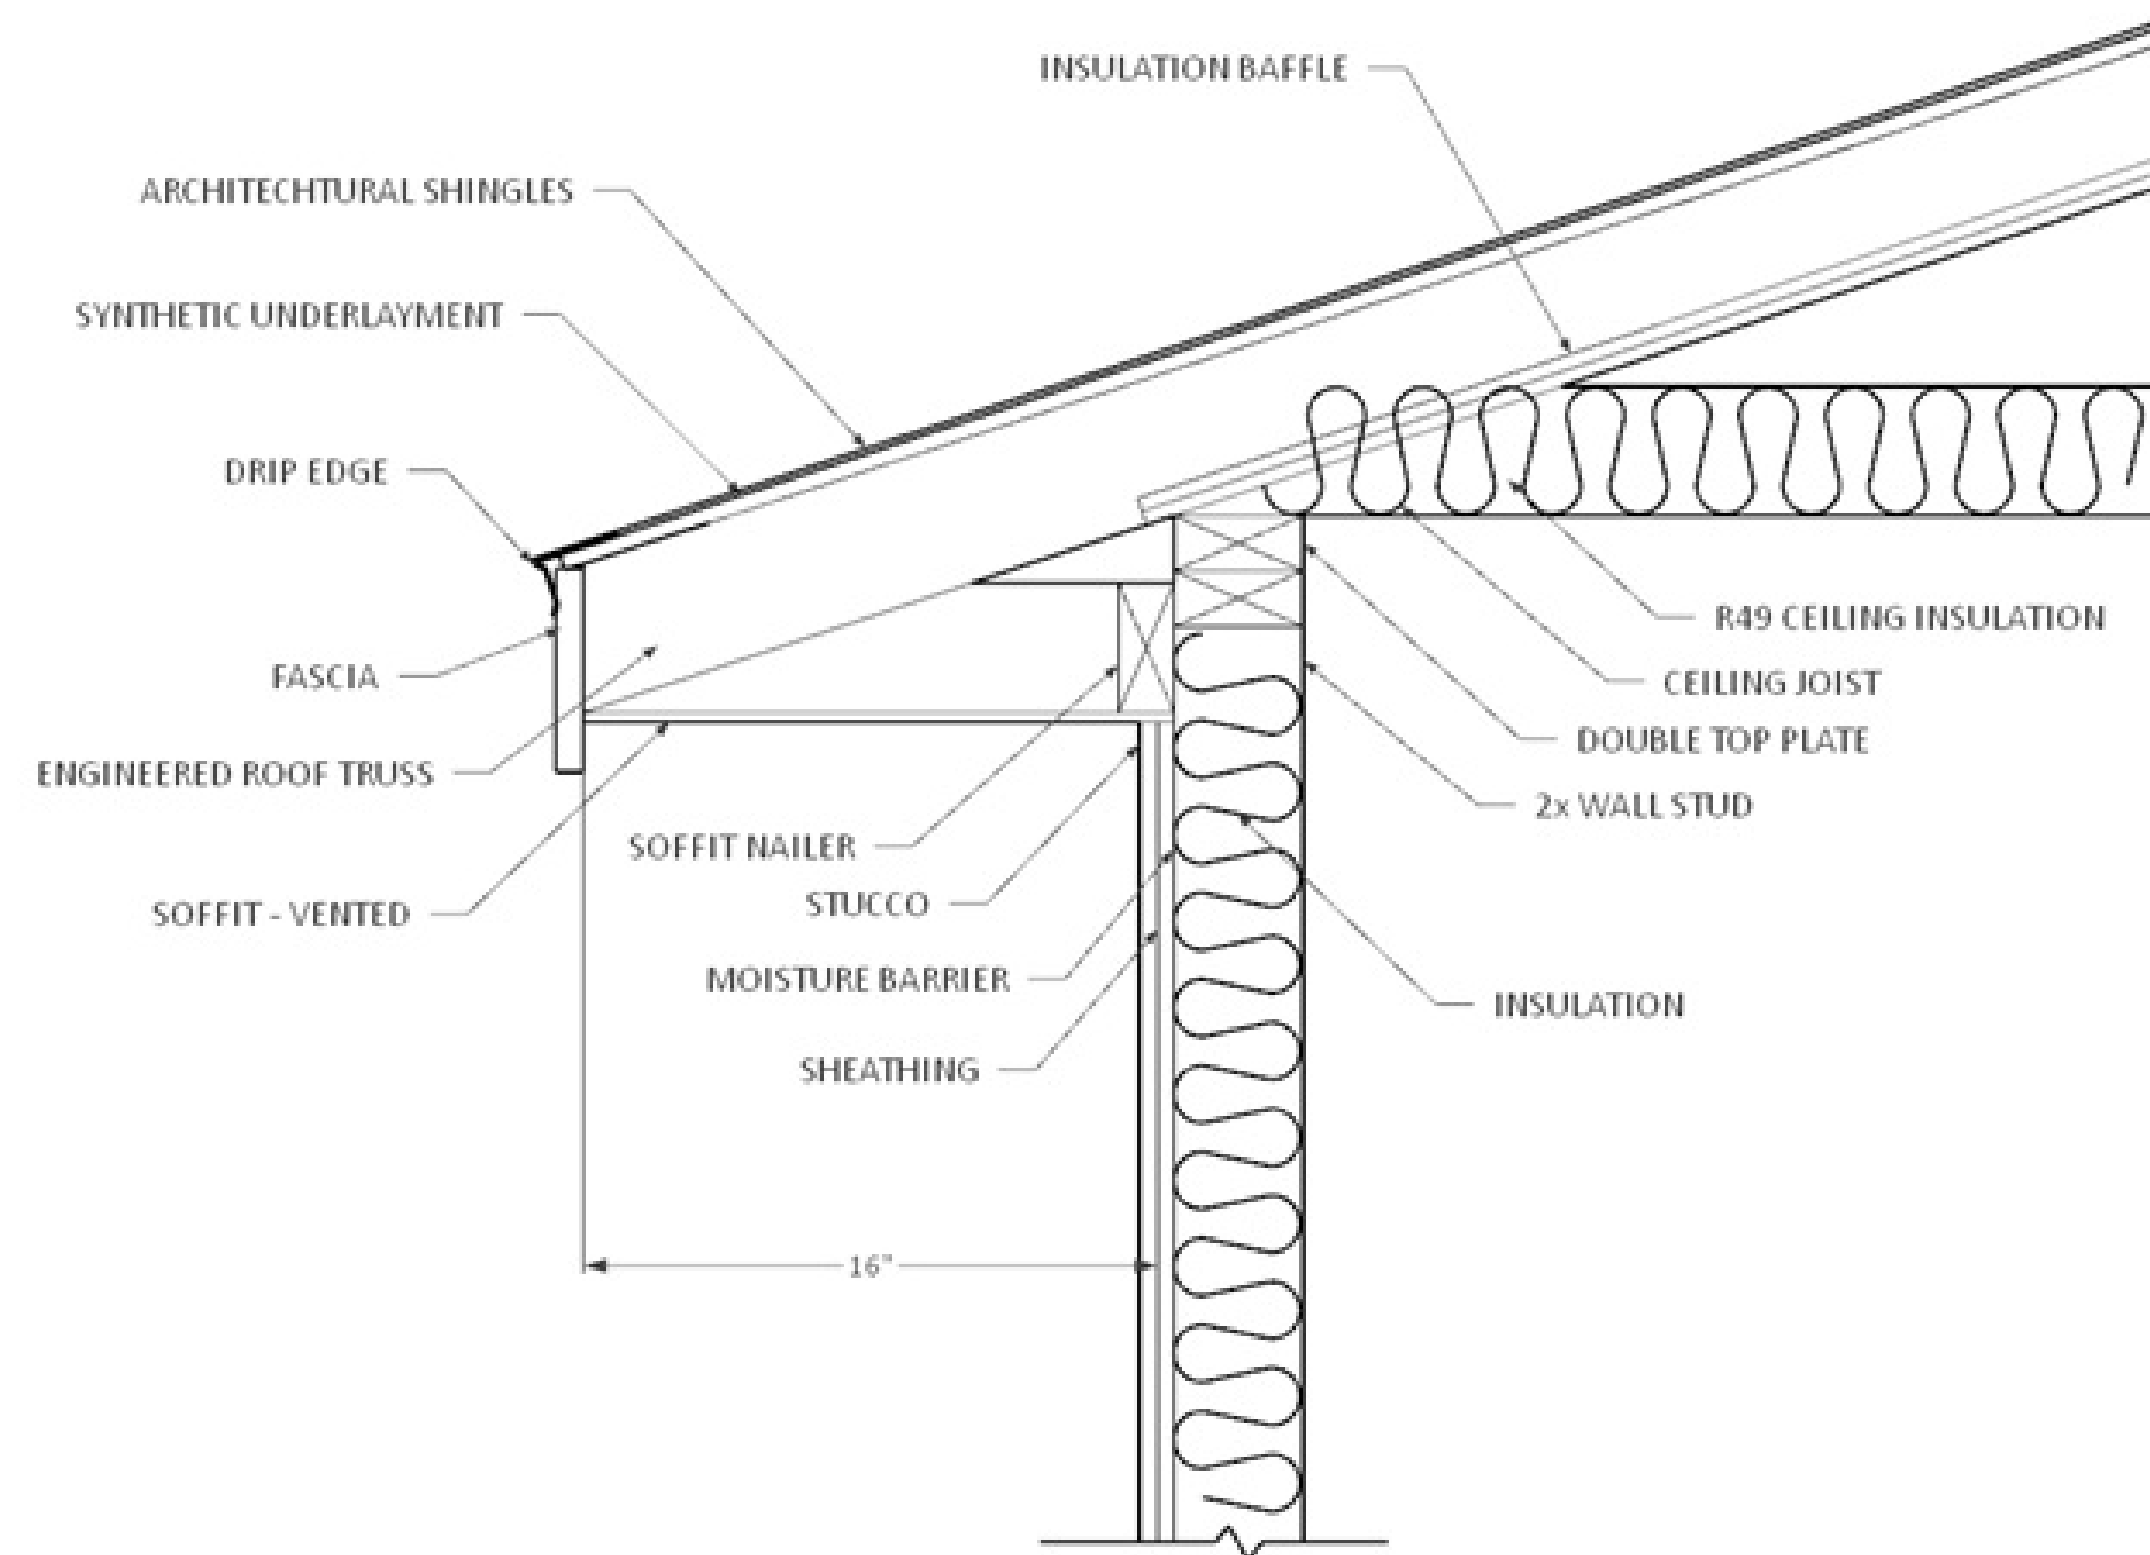 INSULATION BAFFLE
ARCHITECHTURAL SHINGLES
SYNTHETIC UNDERLAYMENT
DRIP EDGE
FASCIA
ENGINEERED ROOF TRUSS
SOFFIT - VENTED
SOFFIT NAILER
STUCCO
MOISTURE BARRIER
SHEATHING
R49 CEILING INSULATION
CEILING JOIST
DOUBLE TOP PLATE
2x WALL STUD
INSULATION
16"